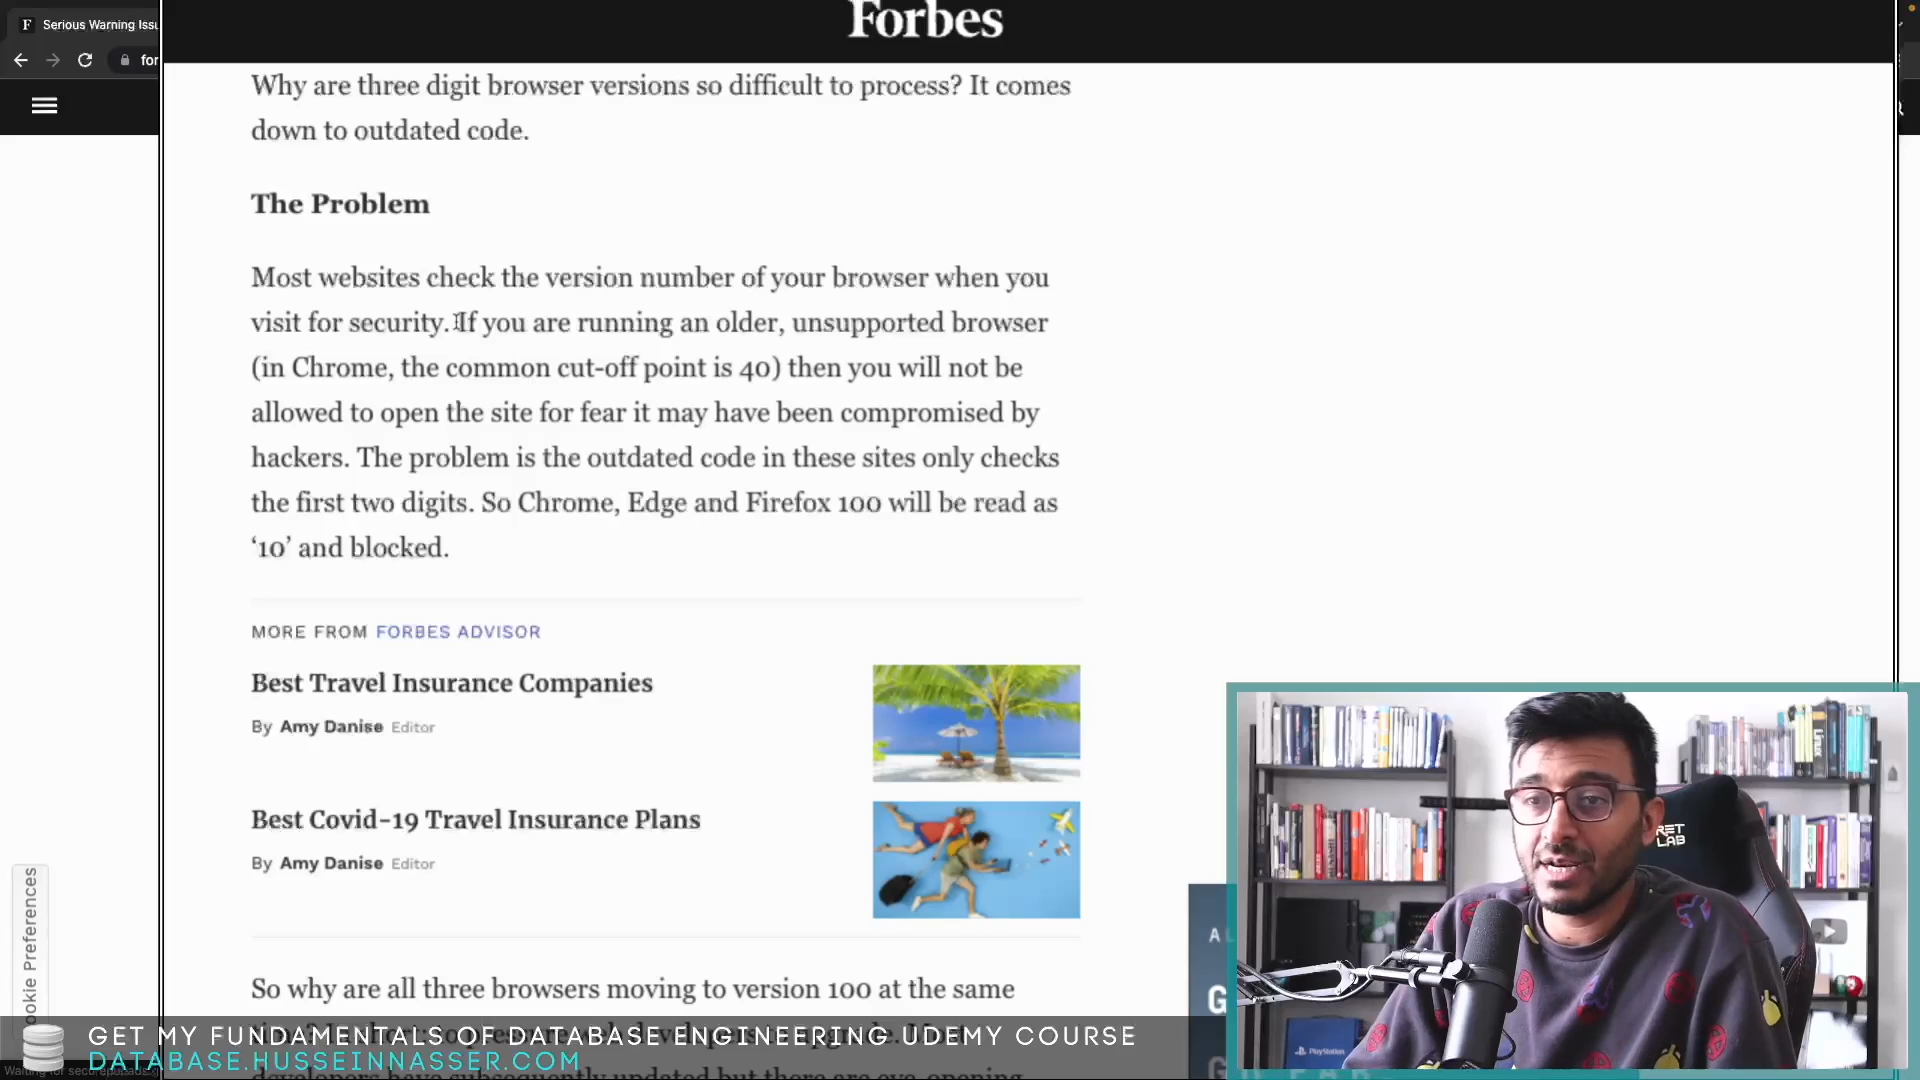 Serious Warning Issu
Forbes
for
Why are three digit browser versions so difficult to process? It comes
down to outdated code.
The Problem
Most websites check the version number of your browser when you
visit for security. If you are running an older, unsupported browser
(in Chrome, the common cut-off point is 40) then you will not be
allowed to open the site for fear it may have been compromised by
hackers. The problem is the outdated code in these sites only checks
the first two digits. So Chrome, Edge and Firefox 100 will be read as
‘10’ and blocked.
MORE FROM FORBES ADVISOR
Best Travel Insurance Companies
By Amy Danise Editor
Best Covid-19 Travel Insurance Plans
By Amy Danise Editor
So why are all three browsers moving to version 100 at the same
ookie Preferences
RET
LAB
Linux
PlayStation
GET MY FUNDAMENTALS OF DATABASE ENGINEERING UDEMY COURSE
DATABASE.HUSSEINNASSER.COM